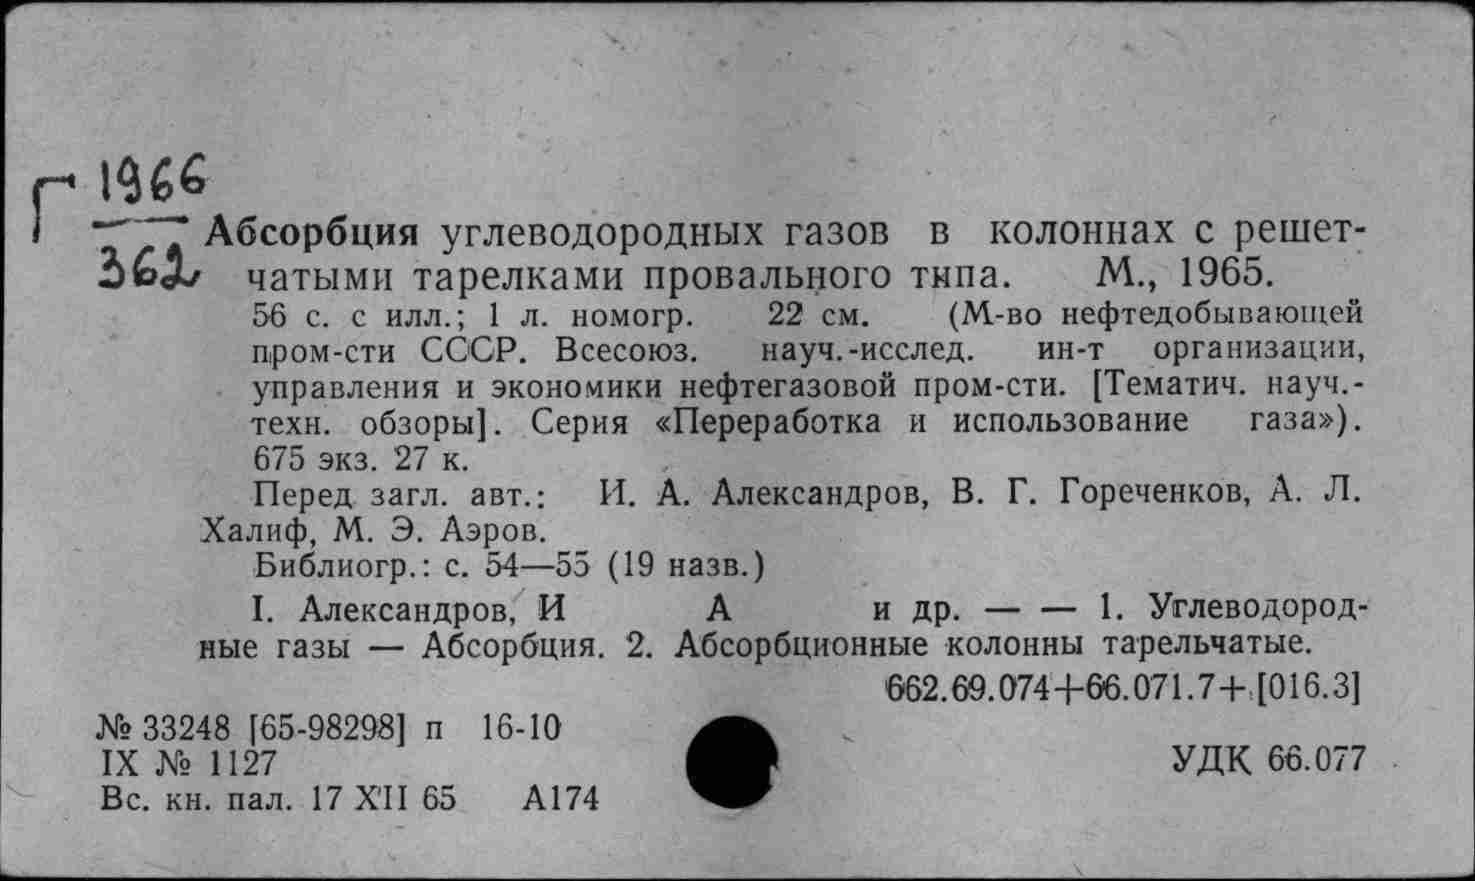 Г 1966
362
Абсорбция углеводородных газов в колоннах с решет-
чатыми тарелками провального типа. М., 1965.
56 с. с илл.; 1 л. номогр. 22 см. (М-во нефтедобывающей
пром-сти СССР. Всесоюз. науч.-исслед. ин-т организации,
управления и экономики нефтегазовой пром-сти. [Тематич. науч.-
техн. обзоры]. Серия «Переработка и использование газа»).
675 экз. 27 к.
Перед загл. авт.: И. А. Александров, В. Г. Гореченков, А. Л.
Халиф, М. Э. Аэров.
Библиогр.: с. 54—55 (19 назв.)
I. Александров, И А и др. — — 1. Углеводород-
ные газы — Абсорбция. 2. Абсорбционные колонны тарельчатые.
662.69.074+66.071.7+[016.3]
№ 33248 [65-98298] п 16-10
IX № 1127
УДК 66.077
Вс. кн. пал. 17 XII 65 А174